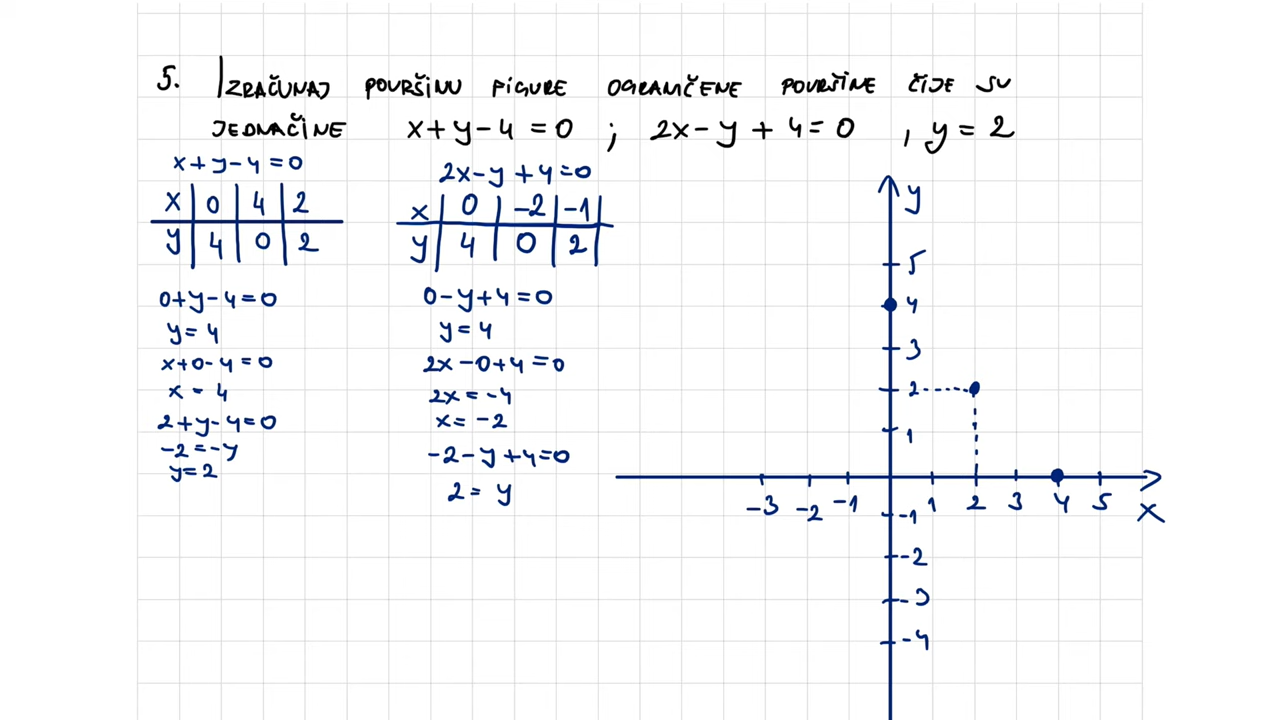 5. IZRAČUNAJ POVRŠINU FIGURE OGRANIČENE POVRŠINE ČIJE SU
JEDNAČINE x+y-4=0 ; 2x-y+4=0 , y=2
x+y-4=0
x 0 4 2
y 4 0 2
0+y-4=0
y=4
x+0-4=0
x=4
2+y-4=0
-2=-y
y=2
2x-y+4=0
x 0 -2 -1
y 4 0 2
0-y+4=0
y=4
2x-0+4=0
2x=-4
x=-2
-2-y+4=0
2=y
y
5
4
3
2
1
-3 -2 -1 1 2 3 4 5 x
-1
-2
-3
-4